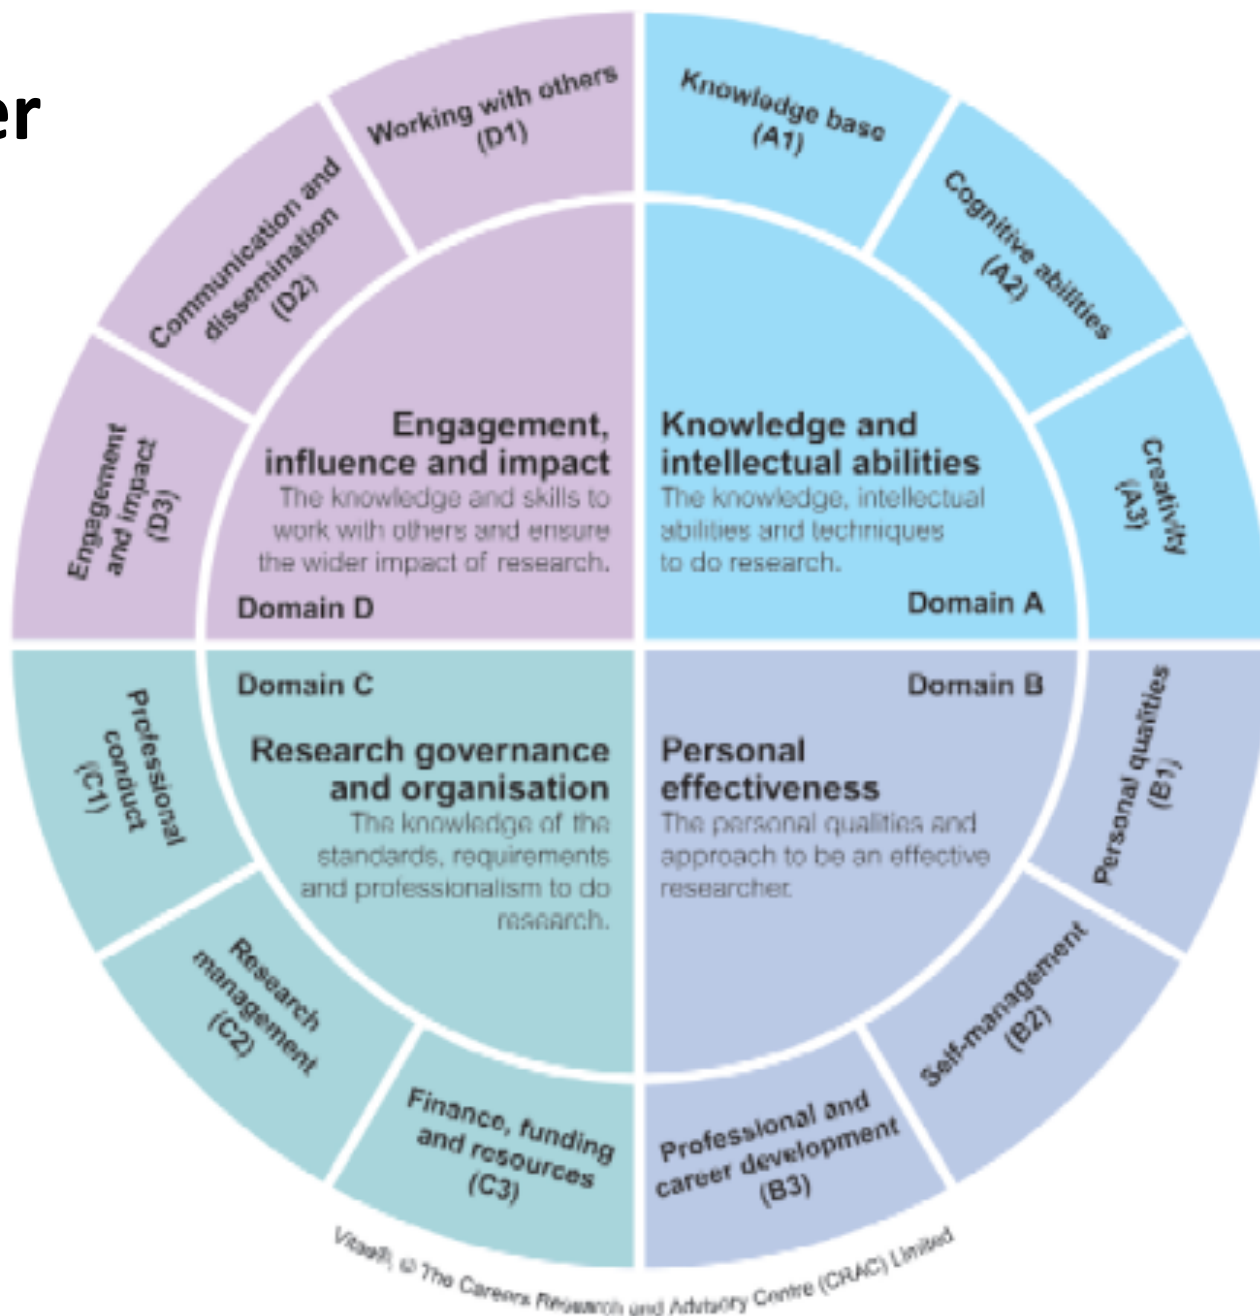 er
Working with others
(D1)
Knowledge base
(A1)
Cognitive abilities
(A2)
Creativity
(A3)
Communication and
dissemination
(D2)
Engagement
and impact
(D3)
Engagement,
influence and impact
The knowledge and skills to
work with others and ensure
the wider impact of research.
Domain D
Knowledge and
intellectual abilities
The knowledge, intellectual
abilities and techniques
to do research.
Domain A
Domain C
Research governance
and organisation
The knowledge of the
standards, requirements
and professionalism to do
research.
Domain B
Personal
effectiveness
The personal qualities and
approach to be an effective
researcher.
Personal qualities
(B1)
Self-management
(B2)
Professional and
career development
(B3)
Professional
conduct
(C1)
Research
management
(C2)
Finance, funding
and resources
(C3)
Vitae®, © The Careers Research and Advisory Centre (CRAC) Limited